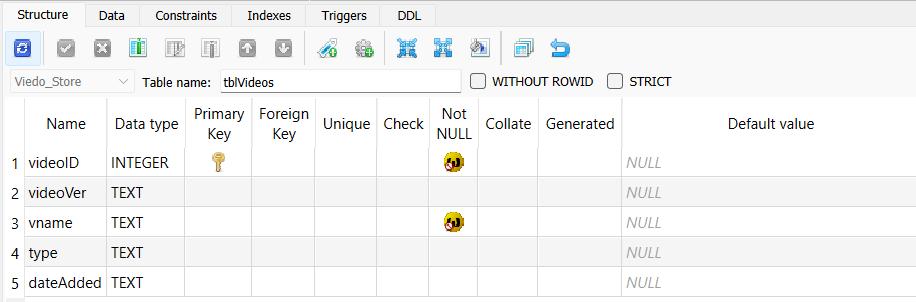 Structure Data Constraints Indexes Triggers DDL
Viedo_Store Table name: tblVideos WITHOUT ROWID STRICT
Name Data type Primary Key Foreign Key Unique Check Not NULL Collate Generated Default value
1 videoID INTEGER NULL
2 videoVer TEXT NULL
3 vname TEXT NULL
4 type TEXT NULL
5 dateAdded TEXT NULL